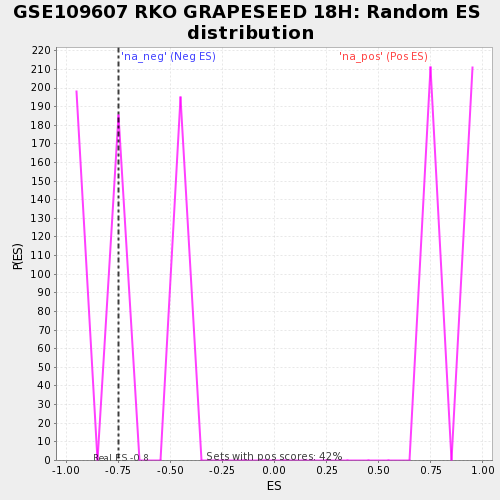 GSE109607 RKO GRAPESEED 18H: Random ES
distribution
'na_neg' (Neg ES)
'na_pos' (Pos ES)
220
210
200
190
180
170
160
150
140
130
120
110
100
90
80
70
60
50
40
30
20
10
0
P(ES)
Real ES -0.8
Sets with pos scores: 42%
-1.00 -0.75 -0.50 -0.25 0.00 0.25 0.50 0.75 1.00
ES